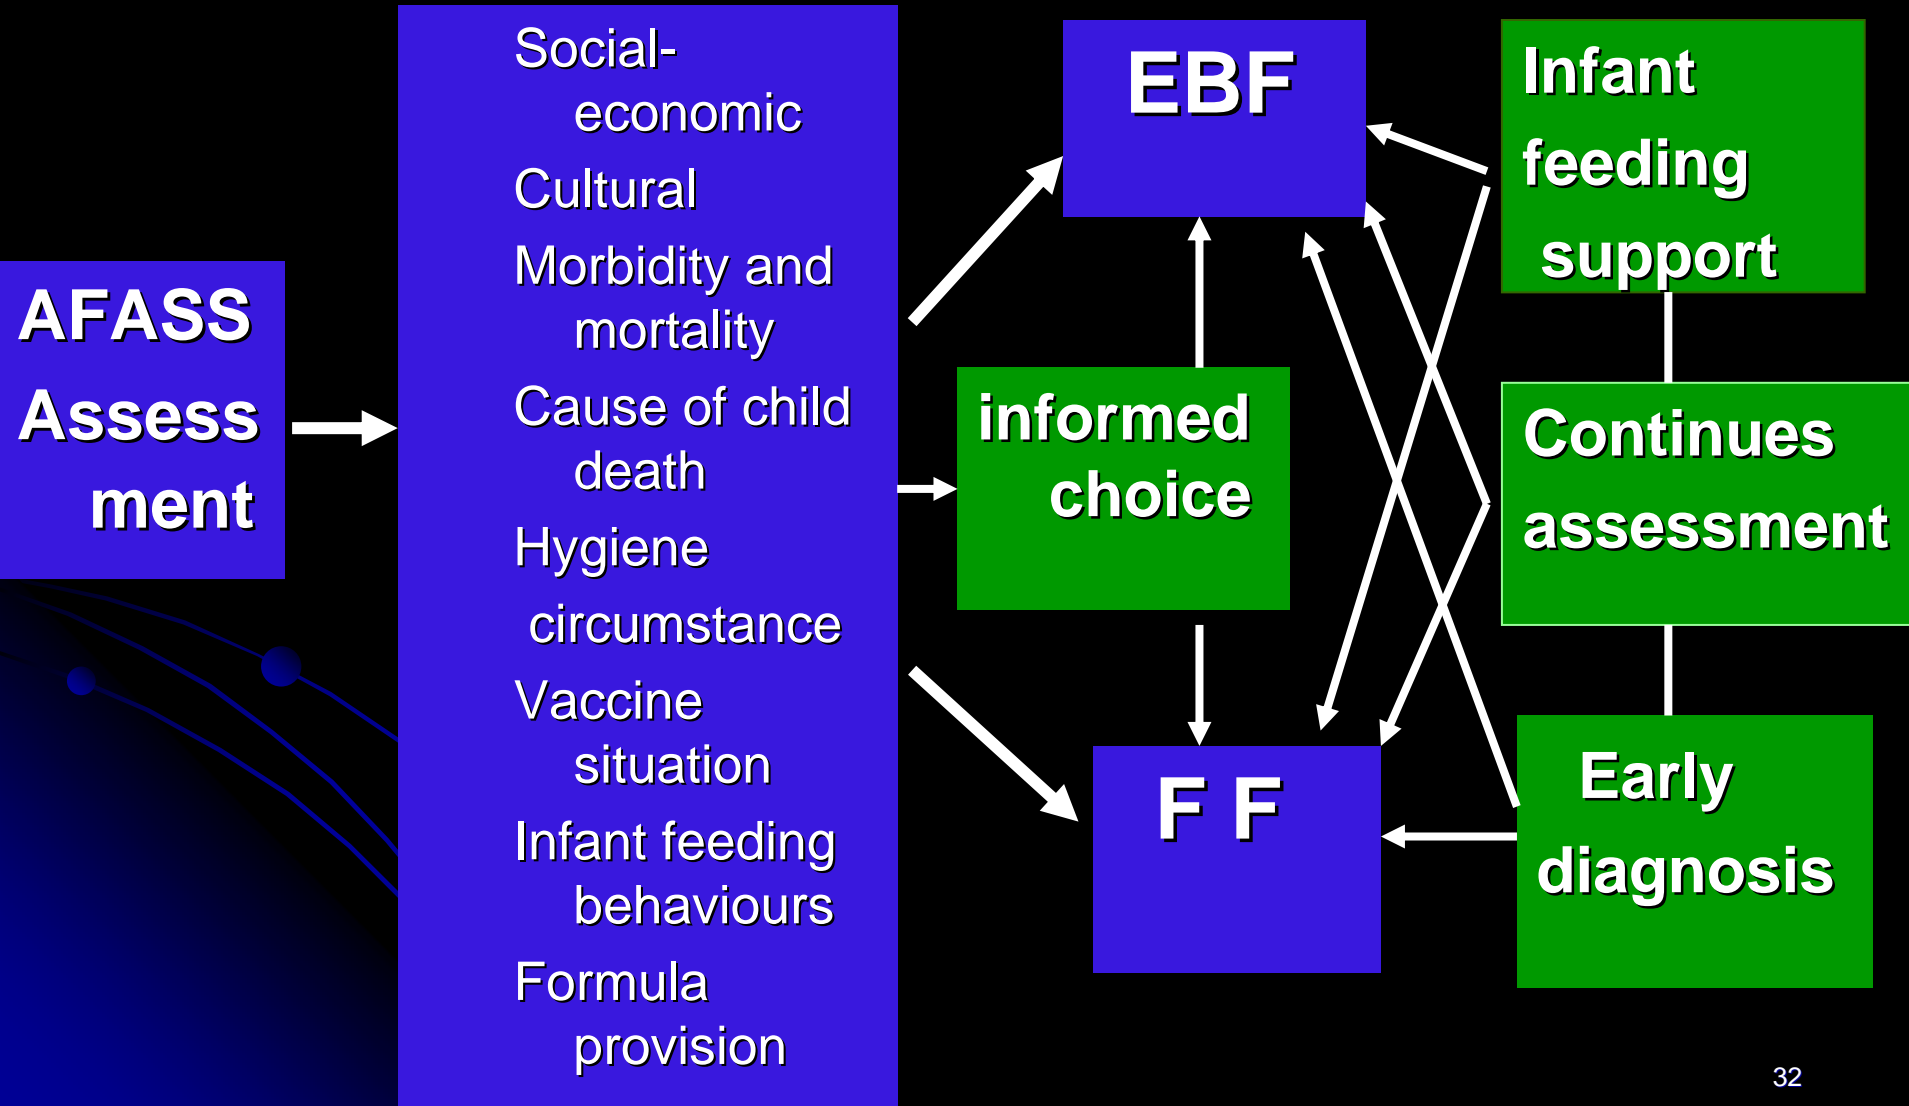 AFASS
Assess
ment
Social-
economic
Cultural
Morbidity and
mortality
Cause of child
death
Hygiene
circumstance
Vaccine
situation
Infant feeding
behaviours
Formula
provision
EBF
informed
choice
F F
Infant
feeding
support
Continues
assessment
Early
diagnosis
32